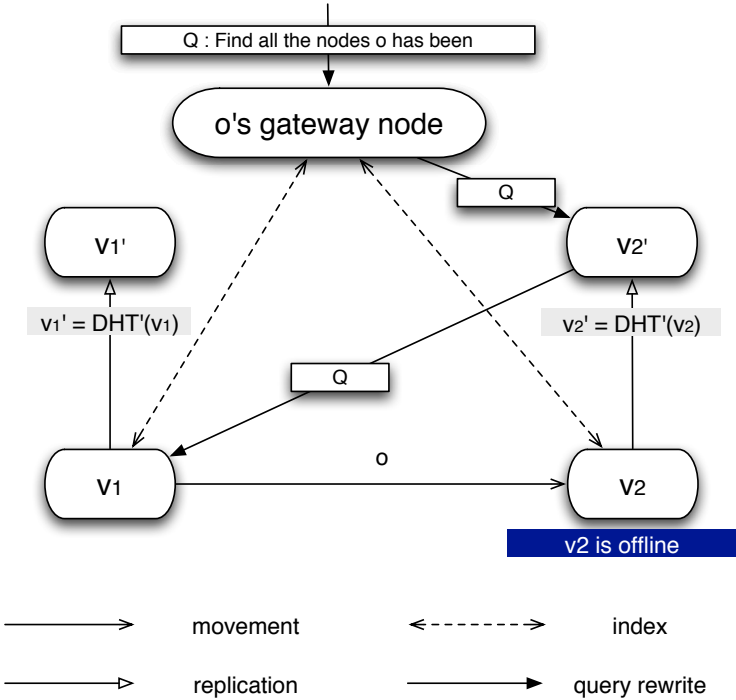 Q : Find all the nodes o has been
o's gateway node
Q
v1'
v2'
v1' = DHT'(v1)
v2' = DHT'(v2)
Q
o
v1
v2
v2 is offline
movement
index
replication
query rewrite